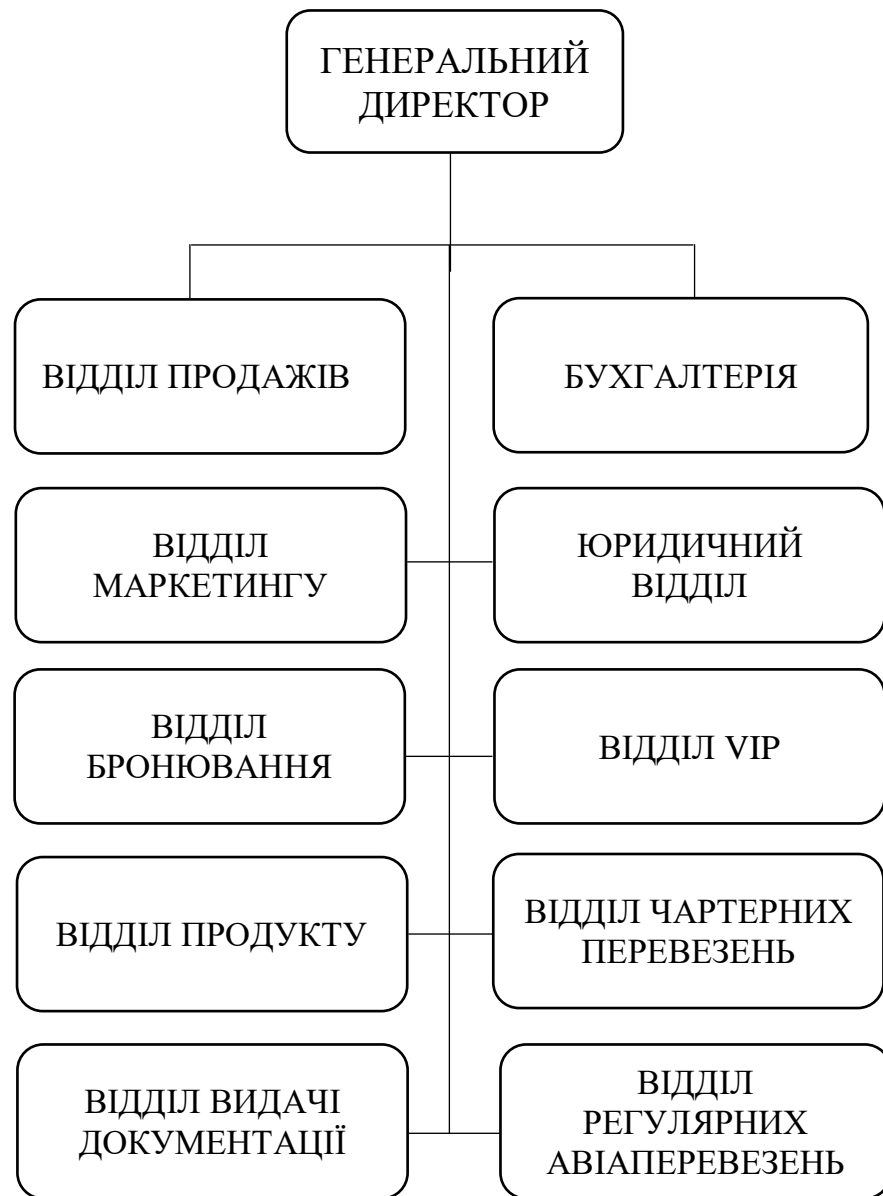 ГЕНЕРАЛЬНИЙ
ДИРЕКТОР
ВІДДІЛ ПРОДАЖІВ
БУХГАЛТЕРІЯ
ВІДДІЛ
МАРКЕТИНГУ
ЮРИДИЧНИЙ
ВІДДІЛ
ВІДДІЛ
БРОНЮВАННЯ
ВІДДІЛ VIP
ВІДДІЛ ПРОДУКТУ
ВІДДІЛ ЧАРТЕРНИХ
ПЕРЕВЕЗЕНЬ
ВІДДІЛ ВИДАЧІ
ДОКУМЕНТАЦІЇ
ВІДДІЛ
РЕГУЛЯРНИХ
АВІАПЕРЕВЕЗЕНЬ